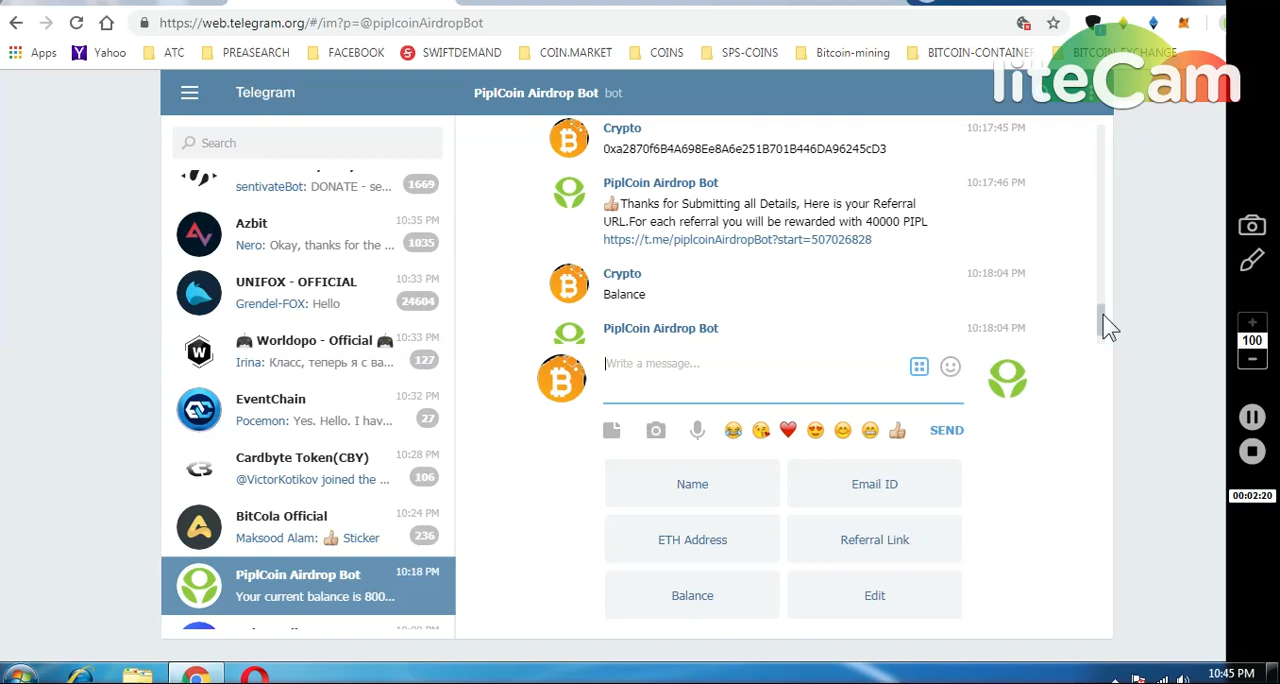 https://web.telegram.org/#/im?p=@piplcoinAirdropBot
Apps Yahoo ATC PREASEARCH FACEBOOK SWIFTDEMAND COIN.MARKET COINS SPS-COINS Bitcoin-mining BITCOIN-CONTAINER BITCOIN-EXCHANGE
liteCam
Telegram
PiplCoin Airdrop Bot bot
Search
sentivateBot: DONATE - se... 1669
Azbit 10:35 PM
Nero: Okay, thanks for the ... 1035
UNIFOX - OFFICIAL 10:33 PM
Grendel-FOX: Hello 24604
🎮 Worldopo - Official 🎮 10:33 PM
Irina: Класс, теперь я с ва... 127
EventChain 10:32 PM
Pocemon: Yes. Hello. I hav... 27
Cardbyte Token(CBY) 10:28 PM
@VictorKotikov joined the ... 106
BitCola Official 10:24 PM
Maksood Alam: 👍 Sticker 236
PiplCoin Airdrop Bot 10:18 PM
Your current balance is 800...
Crypto 10:17:45 PM
0xa2870f6B4A698Ee8A6e251B701B446DA96245cD3
PiplCoin Airdrop Bot 10:17:46 PM
👍Thanks for Submitting all Details, Here is your Referral
URL.For each referral you will be rewarded with 40000 PIPL
https://t.me/piplcoinAirdropBot?start=507026828
Crypto 10:18:04 PM
Balance
PiplCoin Airdrop Bot 10:18:04 PM
Write a message...
SEND
Name Email ID
ETH Address Referral Link
Balance Edit
100
00:02:20
10:45 PM